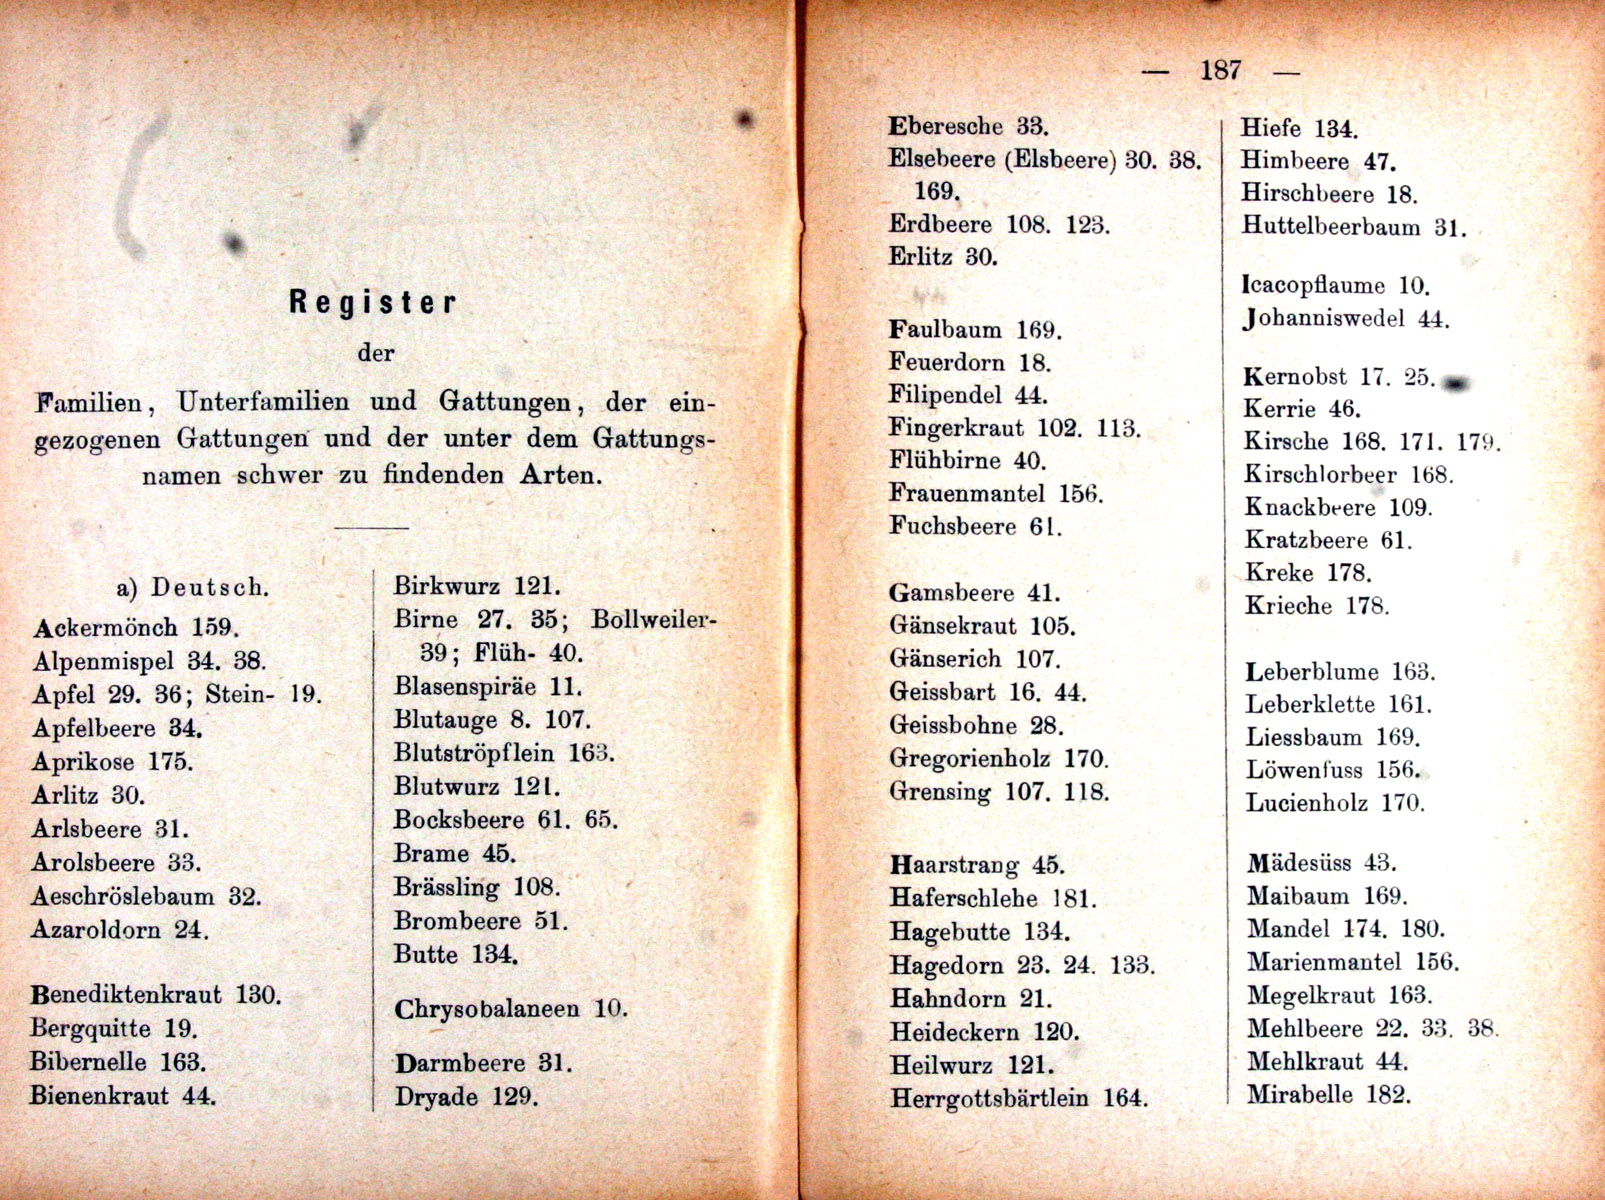 Register
der
Familien, Unterfamilien und Gattungen, der ein-
gezogenen Gattungen und der unter dem Gattungs-
namen schwer zu findenden Arten.
a) Deutsch.
Ackermönch 159.
Alpenmispel 34. 38.
Apfel 29. 36; Stein- 19.
Apfelbeere 34.
Aprikose 175.
Arlitz 30.
Arlsbeere 31.
Arolsbeere 33.
Aeschröslebaum 32.
Azaroldorn 24.
Benediktenkraut 130.
Bergquitte 19.
Bibernelle 163.
Bienenkraut 44.
Birkwurz 121.
Birne 27. 35; Bollweiler-
39; Flüh- 40.
Blasenspiräe 11.
Blutauge 8. 107.
Blutströpflein 163.
Blutwurz 121.
Bocksbeere 61. 65.
Brame 45.
Brässling 108.
Brombeere 51.
Butte 134.
Chrysobalaneen 10.
Darmbeere 31.
Dryade 129.
— 187 —
Eberesche 33.
Elsebeere (Elsbeere) 30. 38.
169.
Erdbeere 108. 123.
Erlitz 30.
Faulbaum 169.
Feuerdorn 18.
Filipendel 44.
Fingerkraut 102. 113.
Flühbirne 40.
Frauenmantel 156.
Fuchsbeere 61.
Gamsbeere 41.
Gänsekraut 105.
Gänserich 107.
Geissbart 16. 44.
Geissbohne 28.
Gregorienholz 170.
Grensing 107. 118.
Haarstrang 45.
Haferschlehe 181.
Hagebutte 134.
Hagedorn 23. 24. 133.
Hahndorn 21.
Heideckern 120.
Heilwurz 121.
Herrgottsbärtlein 164.
Hiefe 134.
Himbeere 47.
Hirschbeere 18.
Huttelbeerbaum 31.
Icacopflaume 10.
Johanniswedel 44.
Kernobst 17. 25.
Kerrie 46.
Kirsche 168. 171. 179.
Kirschlorbeer 168.
Knackbeere 109.
Kratzbeere 61.
Kreke 178.
Krieche 178.
Leberblume 163.
Leberklette 161.
Liessbaum 169.
Löwenfuss 156.
Lucienholz 170.
Mädesüss 43.
Maibaum 169.
Mandel 174. 180.
Marienmantel 156.
Megelkraut 163.
Mehlbeere 22. 33. 38.
Mehlkraut 44.
Mirabelle 182.